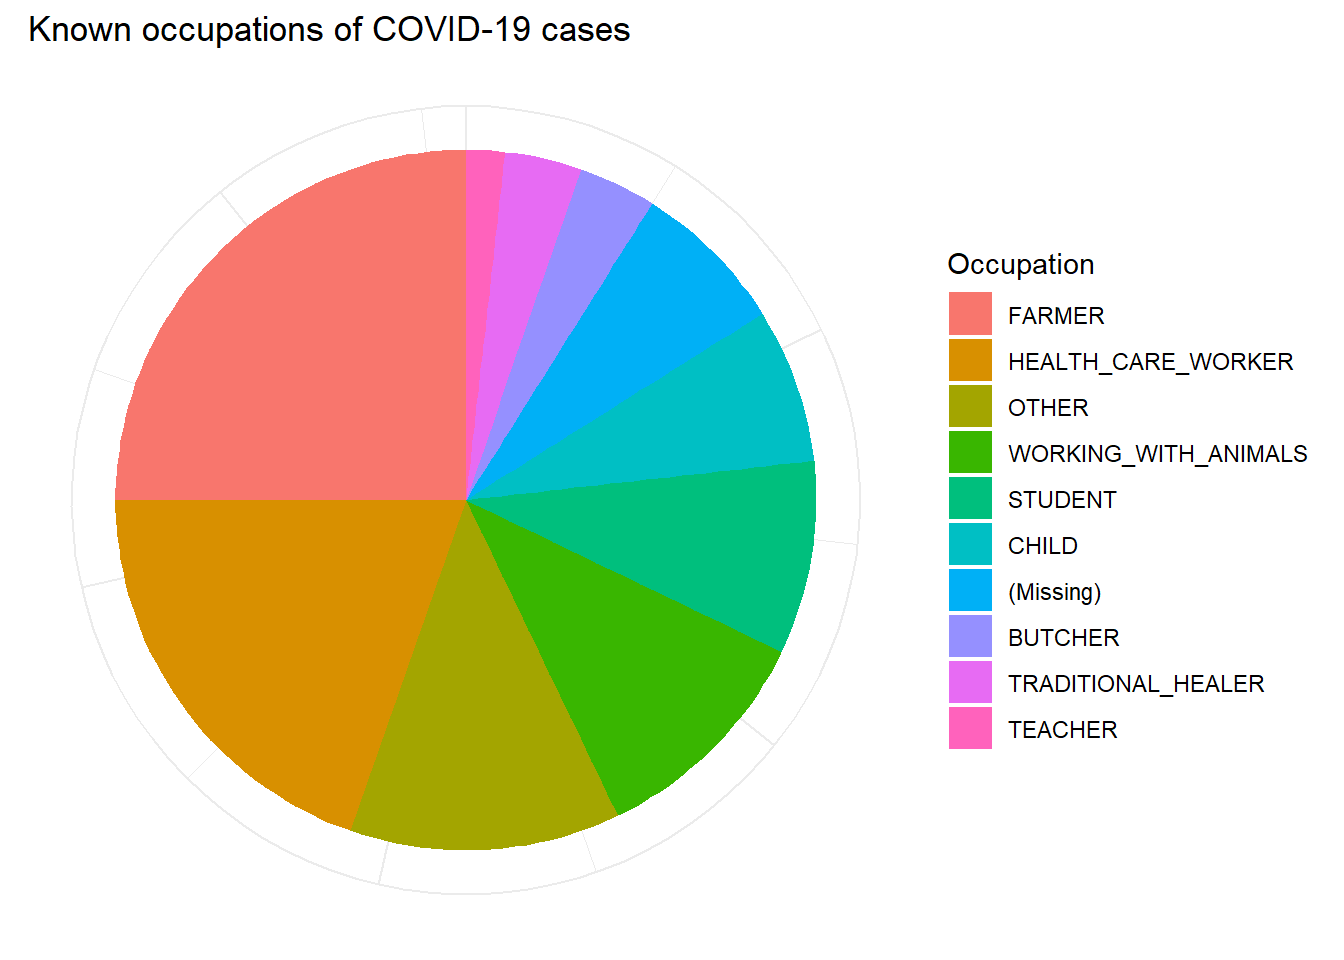 Known occupations of COVID-19 cases
Occupation
FARMER
HEALTH_CARE_WORKER
OTHER
WORKING_WITH_ANIMALS
STUDENT
CHILD
(Missing)
BUTCHER
TRADITIONAL_HEALER
TEACHER